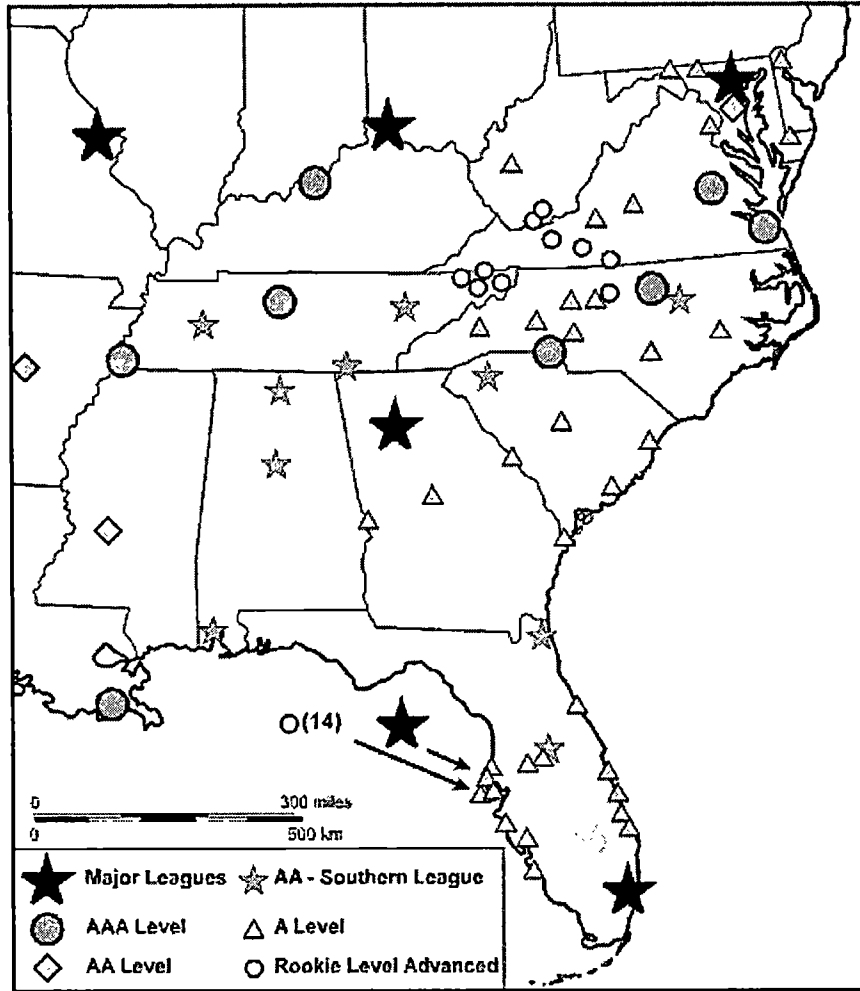 (14)
0 300 miles
0 500 km
Major Leagues AA - Southern League
AAA Level A Level
AA Level Rookie Level Advanced